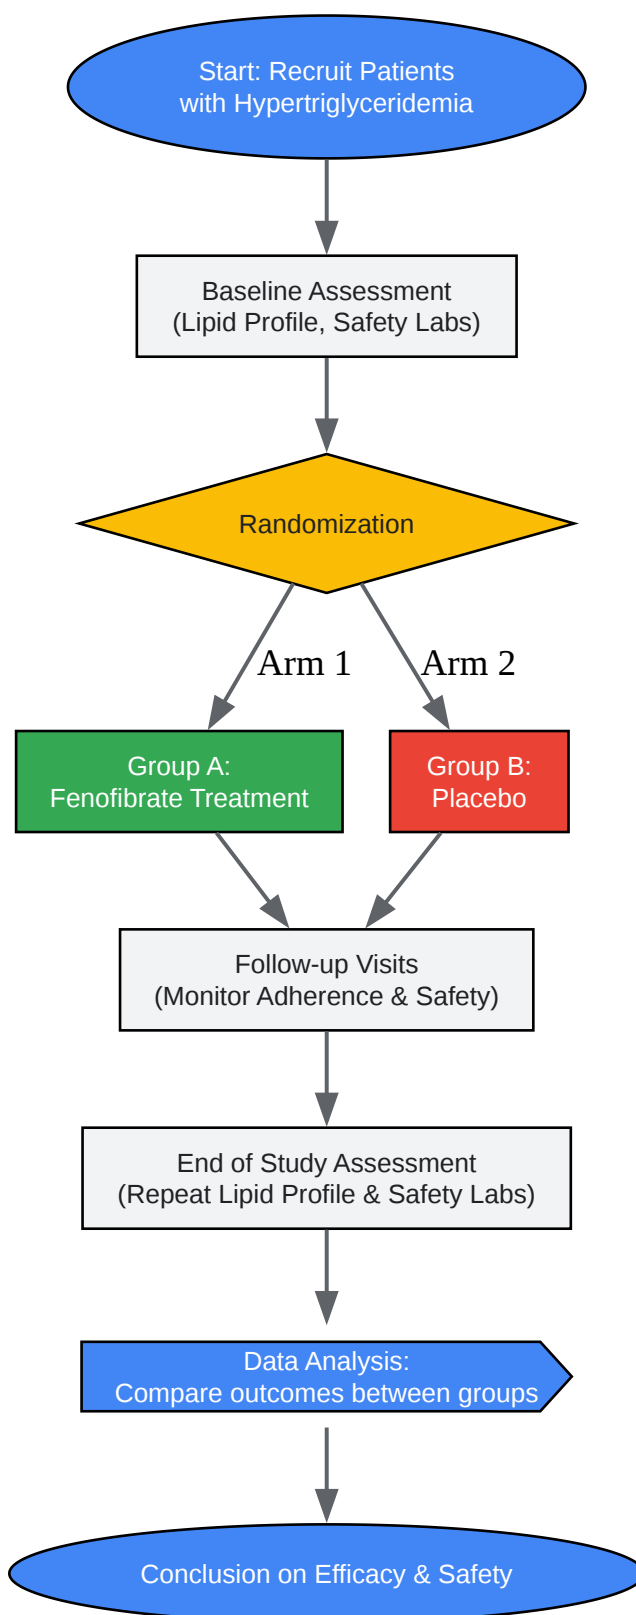 Start: Recruit Patients
with Hypertriglyceridemia
Baseline Assessment
(Lipid Profile, Safety Labs)
Randomization
Arm 1
Arm 2
Group A:
Fenofibrate Treatment
Group B:
Placebo
Follow-up Visits
(Monitor Adherence & Safety)
End of Study Assessment
(Repeat Lipid Profile & Safety Labs)
Data Analysis:
Compare outcomes between groups
Conclusion on Efficacy & Safety